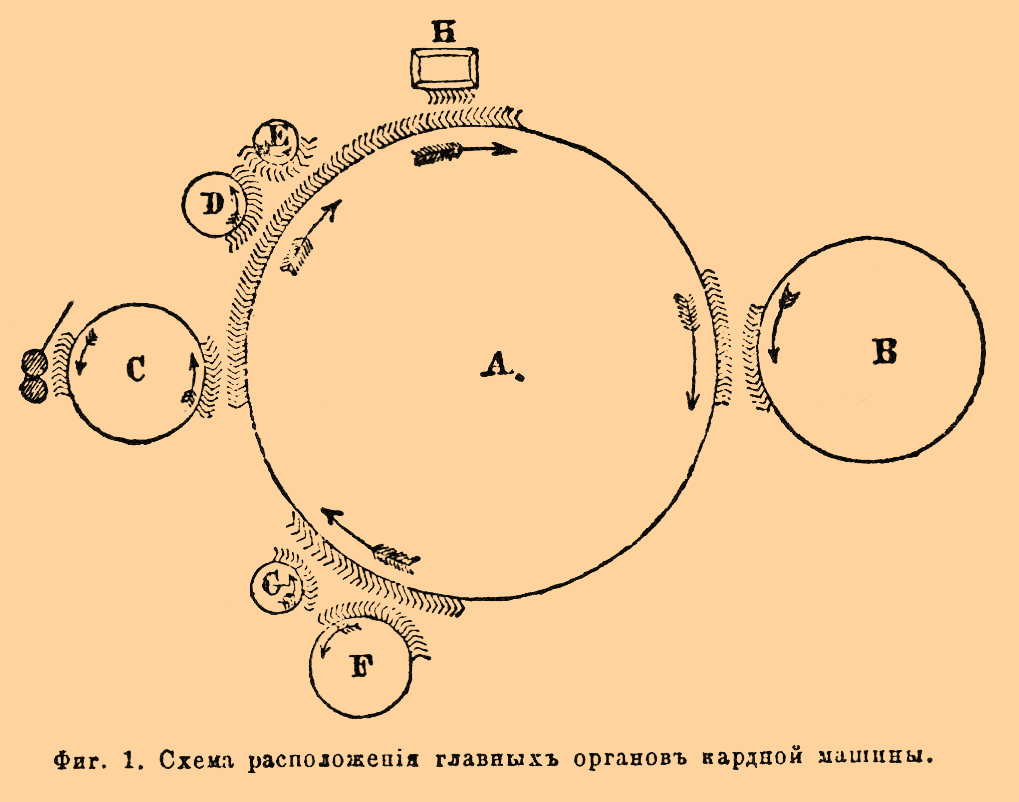 К
E
D
C
A.
B
G
F
Фиг. 1. Схема расположенія главныхъ органовъ кардной машины.